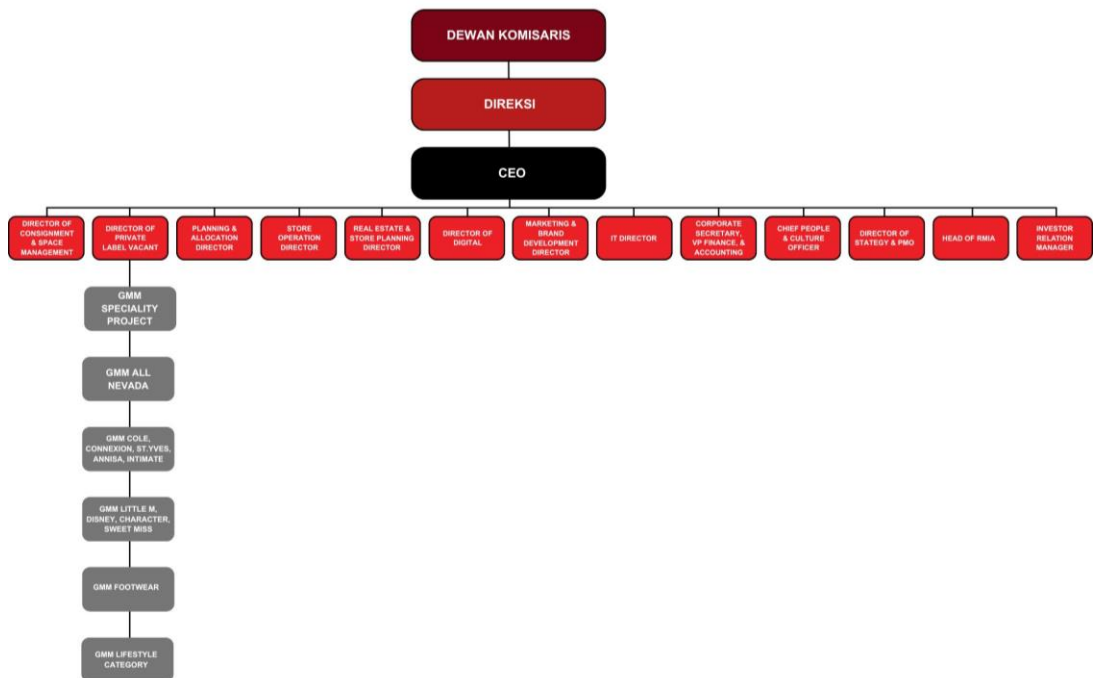 DEWAN KOMISARIS
DIREKSI
CEO
DIRECTOR OF
CONSIGNMENT
& SPACE
MANAGEMENT
DIRECTOR OF
PRIVATE
LABEL VACANT
PLANNING &
ALLOCATION
DIRECTOR
STORE
OPERATION
DIRECTOR
REAL ESTATE &
STORE PLANNING
DIRECTOR
DIRECTOR OF
DIGITAL
MARKETING &
BRAND
DEVELOPMENT
DIRECTOR
IT DIRECTOR
CORPORATE
SECRETARY,
VP FINANCE, &
ACCOUNTING
CHIEF PEOPLE
& CULTURE
OFFICER
DIRECTOR OF
STATEGY & PMO
HEAD OF RMIA
INVESTOR
RELATION
MANAGER
GMM
SPECIALITY
PROJECT
GMM ALL
NEVADA
GMM COLE,
CONNEXION, ST.YVES,
ANNISA, INTIMATE
GMM LITTLE M,
DISNEY, CHARACTER,
SWEET MISS
GMM FOOTWEAR
GMM LIFESTYLE
CATEGORY